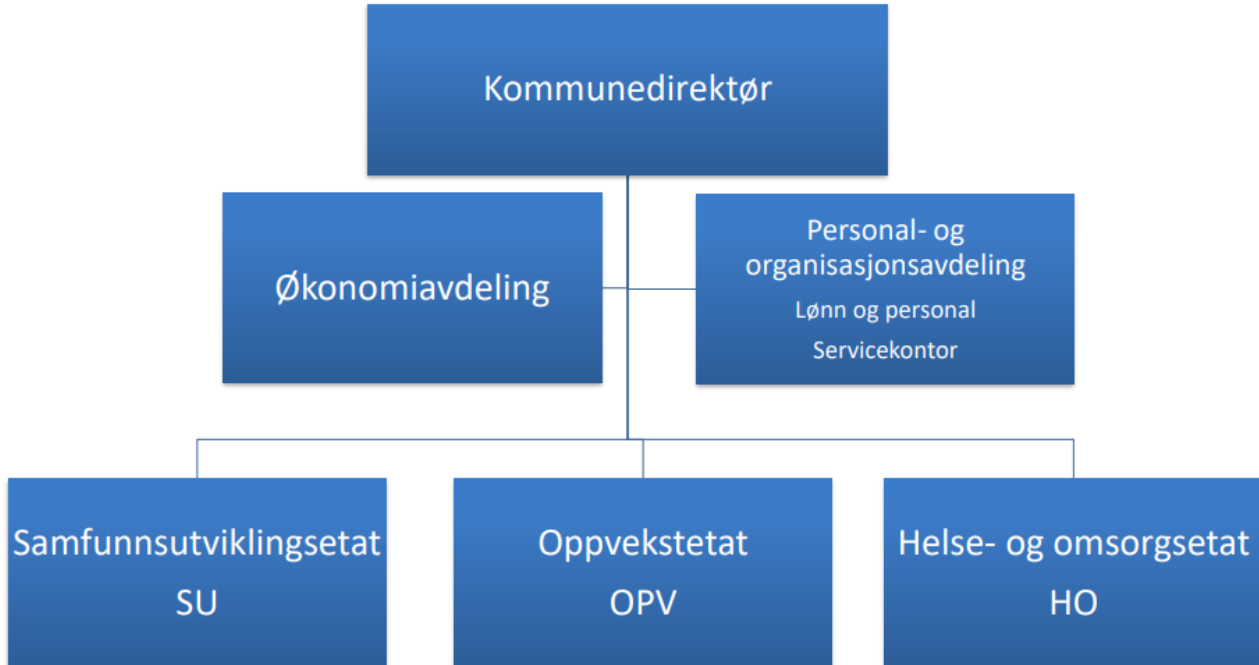 Kommunedirektør
Økonomiavdeling
Personal- og
organisasjonsavdeling
Lønn og personal
Servicekontor
Samfunnsutviklingsetat
SU
Oppvekstetat
OPV
Helse- og omsorgsetat
HO